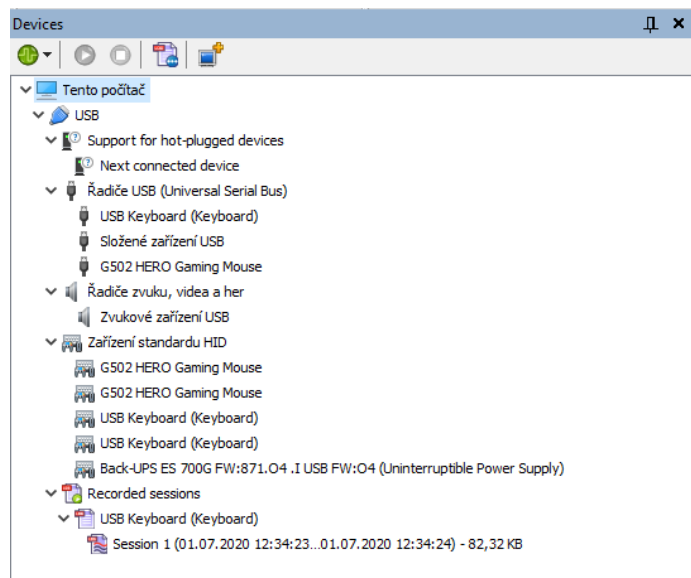 Devices
Tento počítač
USB
Support for hot-plugged devices
Next connected device
Řadiče USB (Universal Serial Bus)
USB Keyboard (Keyboard)
Složené zařízení USB
G502 HERO Gaming Mouse
Řadiče zvuku, videa a her
Zvukové zařízení USB
Zařízení standardu HID
G502 HERO Gaming Mouse
G502 HERO Gaming Mouse
USB Keyboard (Keyboard)
USB Keyboard (Keyboard)
Back-UPS ES 700G FW:871.O4 .I USB FW:O4 (Uninterruptible Power Supply)
Recorded sessions
USB Keyboard (Keyboard)
Session 1 (01.07.2020 12:34:23...01.07.2020 12:34:24) - 82,32 KB